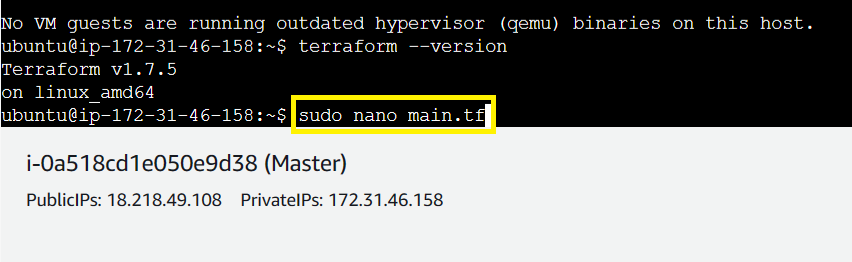 No VM guests are running outdated hypervisor (qemu) binaries on this host.
ubuntu@ip-172-31-46-158:~$ terraform --version
Terraform v1.7.5
on linux_amd64
ubuntu@ip-172-31-46-158:~$ sudo nano main.tf
i-0a518cd1e050e9d38 (Master)
PublicIPs: 18.218.49.108 PrivateIPs: 172.31.46.158